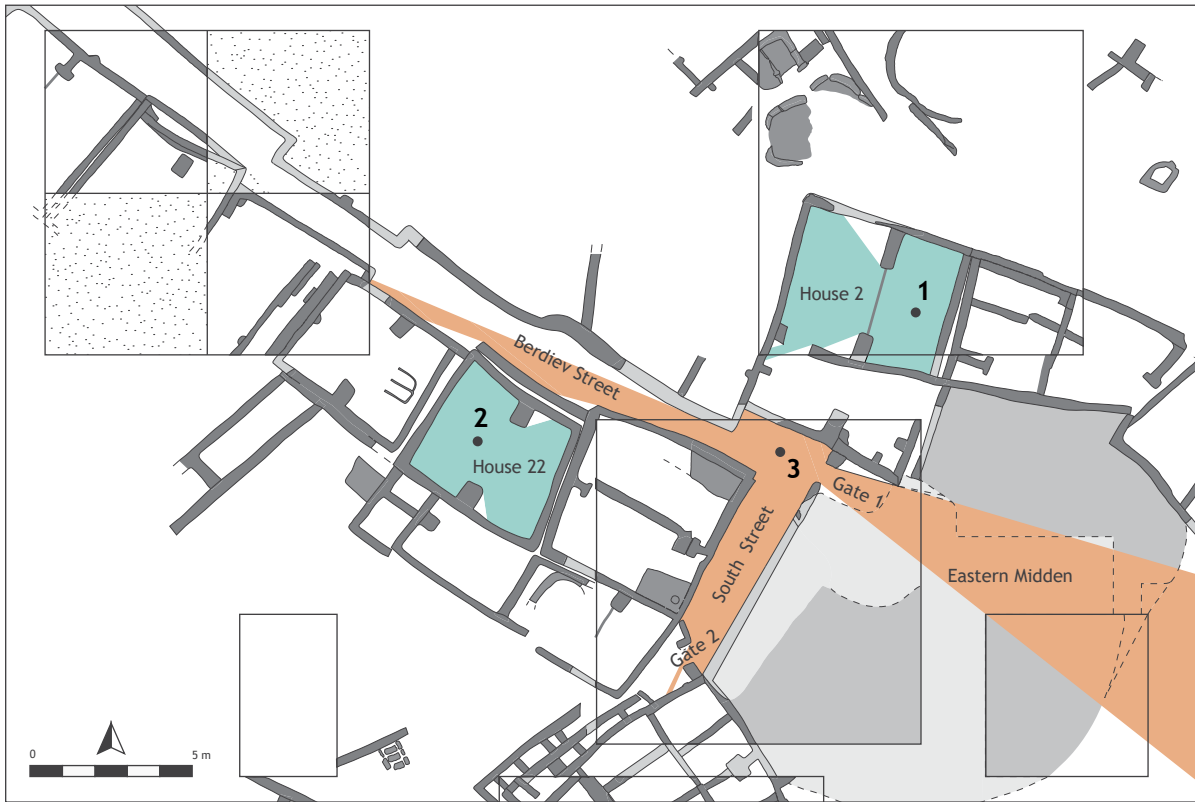 House 2
1
Berdiev Street
2
House 22
3
Gate 1
South Street
Eastern Midden
Gate 2
0
5 m